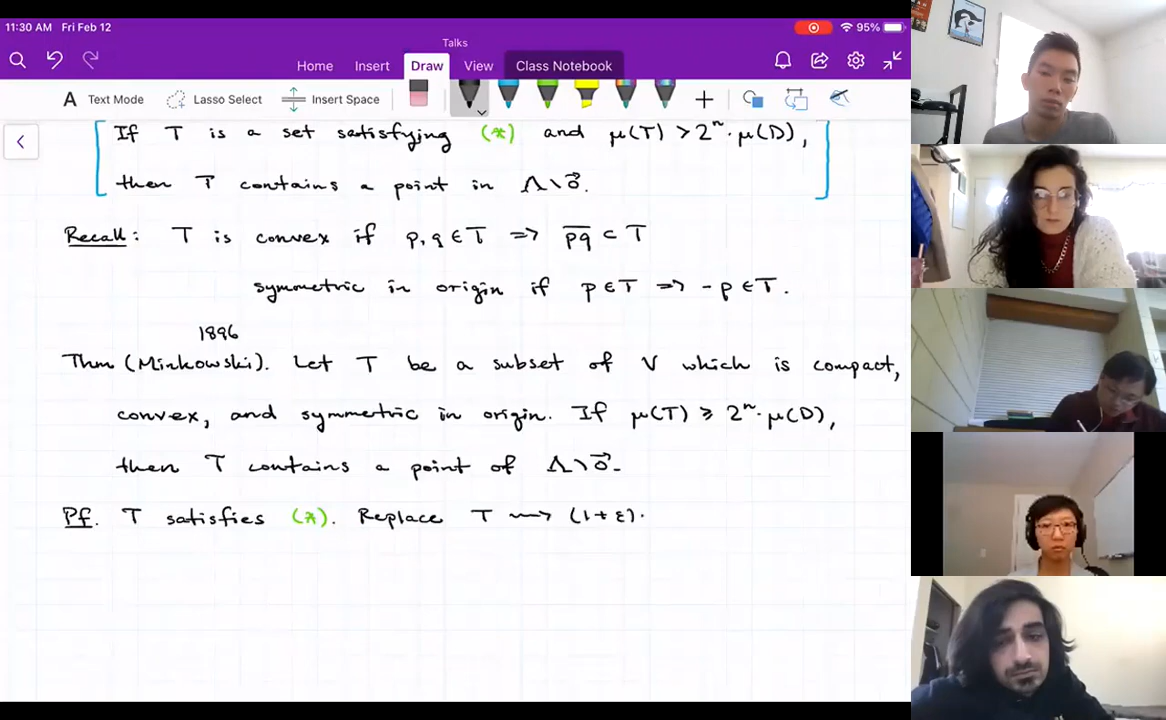 11:30 AM Fri Feb 12
95%
Talks
Home Insert Draw View Class Notebook
A Text Mode Lasso Select Insert Space
If T is a set satisfying (*) and μ(T) > 2ⁿ·μ(D),
then T contains a point in Λ\0⃗.
Recall: T is convex if p, q ∈ T ⇒ p̅q̅ ⊂ T
symmetric in origin if p ∈ T ⇒ -p ∈ T.
1896
Thm (Minkowski). Let T be a subset of V which is compact,
convex, and symmetric in origin. If μ(T) ≥ 2ⁿ·μ(D),
then T contains a point of Λ\0⃗.
Pf. T satisfies (*). Replace T ⟿ (1+ε)·